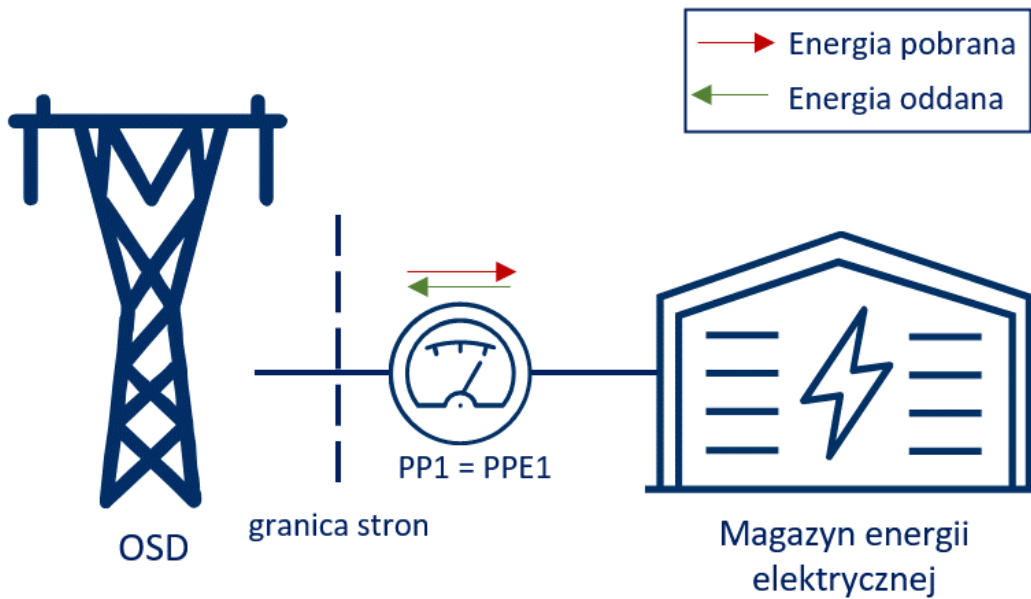 Energia pobrana
Energia oddana
PP1 = PPE1
granica stron
OSD
Magazyn energii
elektrycznej